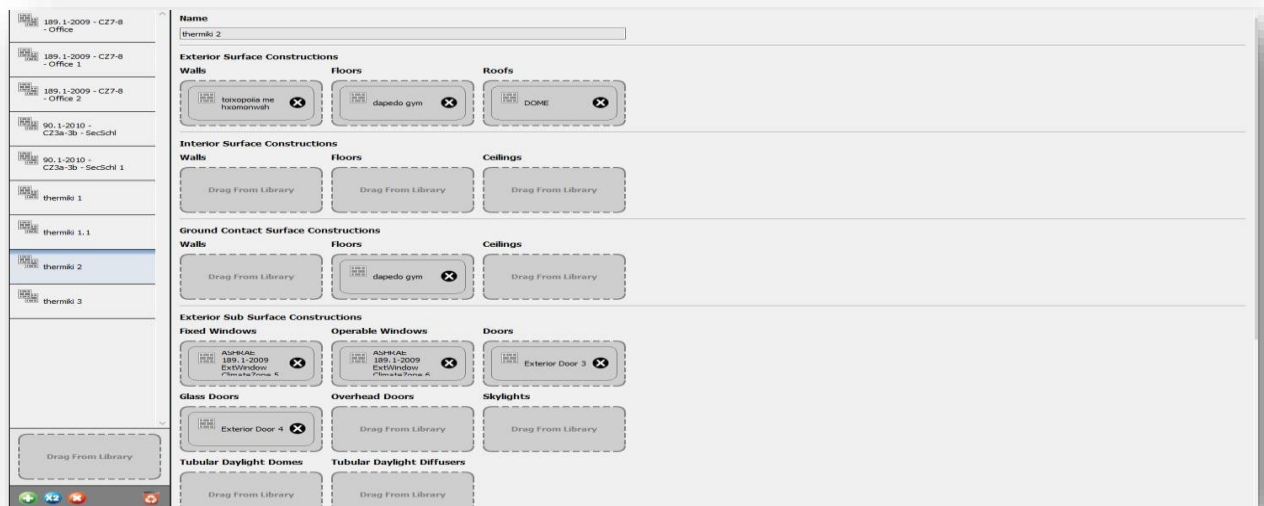 189.1-2009 - CZ7-8
- Office
189.1-2009 - CZ7-8
- Office 1
189.1-2009 - CZ7-8
- Office 2
90.1-2010 -
CZ3a-3b - SecSchl
90.1-2010 -
CZ3a-3b - SecSchl 1
thermiki 1
thermiki 1.1
thermiki 2
thermiki 3
Drag From Library
X2
Name
thermiki 2
Exterior Surface Constructions
Walls Floors Roofs
toixopoiia me
hxomonwsh
dapedo gym
DOME
Interior Surface Constructions
Walls Floors Ceilings
Drag From Library Drag From Library Drag From Library
Ground Contact Surface Constructions
Walls Floors Ceilings
Drag From Library dapedo gym Drag From Library
Exterior Sub Surface Constructions
Fixed Windows Operable Windows Doors
ASHRAE
189.1-2009
ExtWindow
ClimateZone 5
ASHRAE
189.1-2009
ExtWindow
ClimateZone 6
Exterior Door 3
Glass Doors Overhead Doors Skylights
Exterior Door 4 Drag From Library Drag From Library
Tubular Daylight Domes Tubular Daylight Diffusers
Drag From Library Drag From Library